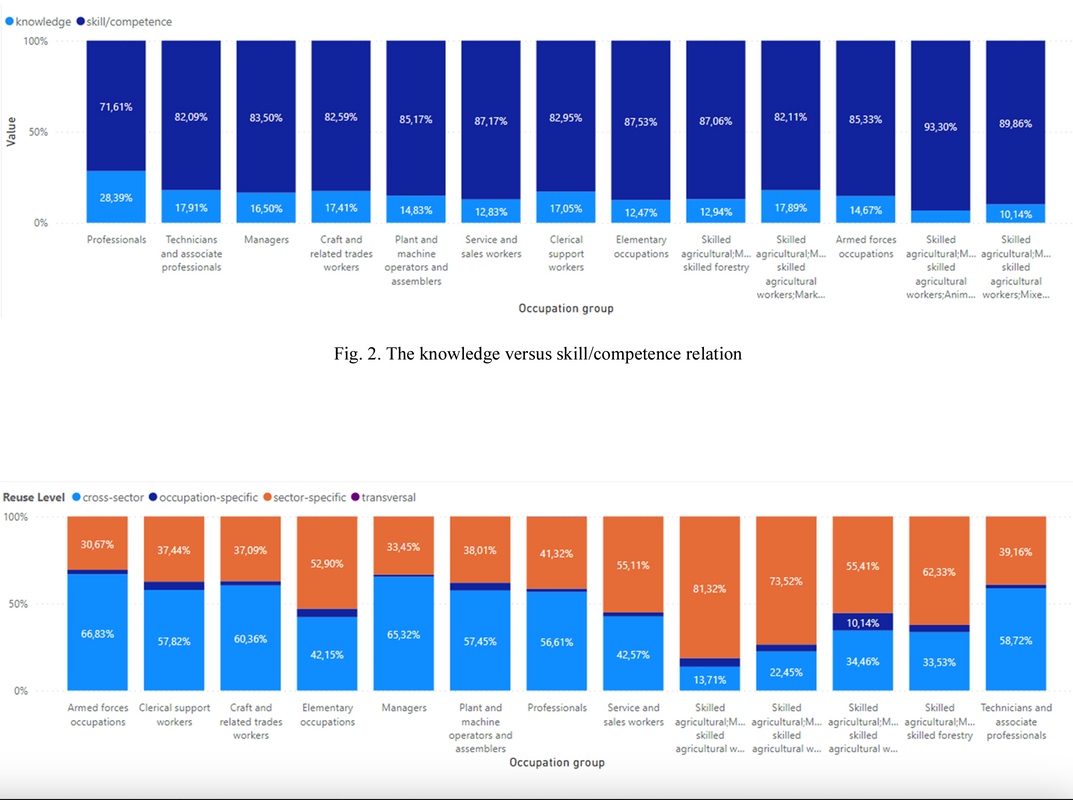 knowledge skill/competence
100%
50%
0%
Value
71,61% 82,09% 83,50% 82,59% 85,17% 87,17% 82,95% 87,53% 87,06% 82,11% 85,33% 93,30% 89,86%
28,39% 17,91% 16,50% 17,41% 14,83% 12,83% 17,05% 12,47% 12,94% 17,89% 14,67% 10,14%
Professionals Technicians Managers Craft and Plant and Service and Clerical Elementary Skilled Skilled Armed forces Skilled Skilled
and associate related trades machine sales workers support occupations agricultural;M... agricultural;M... occupations agricultural;M... agricultural;M...
professionals workers operators and workers skilled forestry skilled skilled skilled
assemblers agricultural agricultural agricultural
workers;Mark... workers;Anim... workers;Mixe...
Occupation group
Fig. 2. The knowledge versus skill/competence relation
Reuse Level cross-sector occupation-specific sector-specific transversal
100%
50%
0%
30,67% 37,44% 37,09% 52,90% 33,45% 38,01% 41,32% 55,11% 81,32% 73,52% 55,41% 62,33% 39,16%
10,14%
66,83% 57,82% 60,36% 42,15% 65,32% 57,45% 56,61% 42,57% 13,71% 22,45% 34,46% 33,53% 58,72%
Armed forces Clerical support Craft and Elementary Managers Plant and Professionals Service and Skilled Skilled Skilled Skilled Technicians and
occupations workers related trades occupations machine sales workers agricultural;M... agricultural;M... agricultural;M... agricultural;M... associate
workers operators and skilled skilled skilled skilled forestry professionals
assemblers agricultural w... agricultural w... agricultural w...
Occupation group